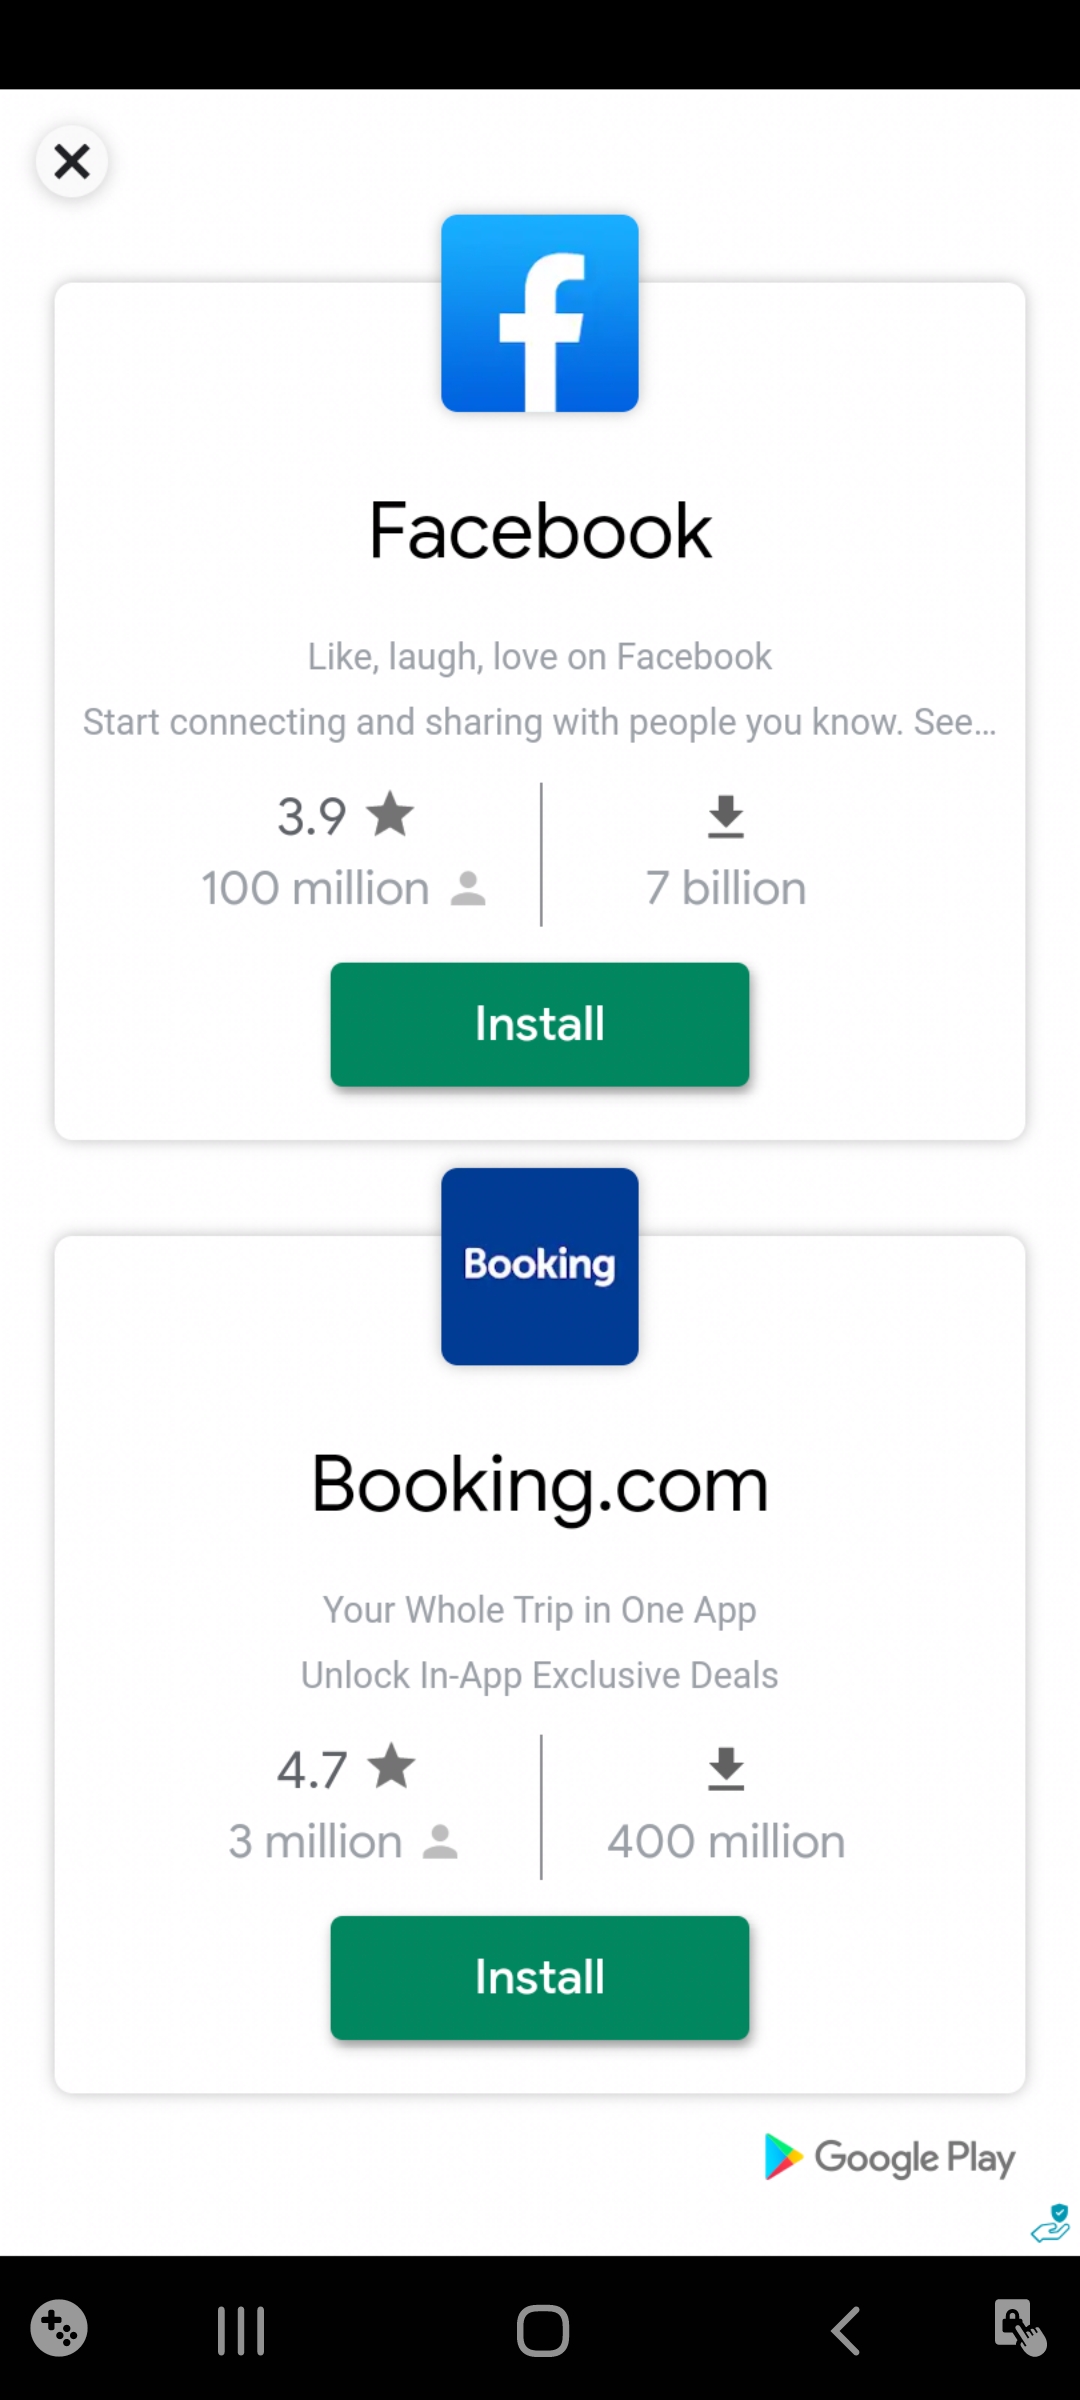 Facebook
Like, laugh, love on Facebook
Start connecting and sharing with people you know. See...
3.9
100 million
7 billion
Install
Booking
Booking.com
Your Whole Trip in One App
Unlock In-App Exclusive Deals
4.7
3 million
400 million
Install
Google Play